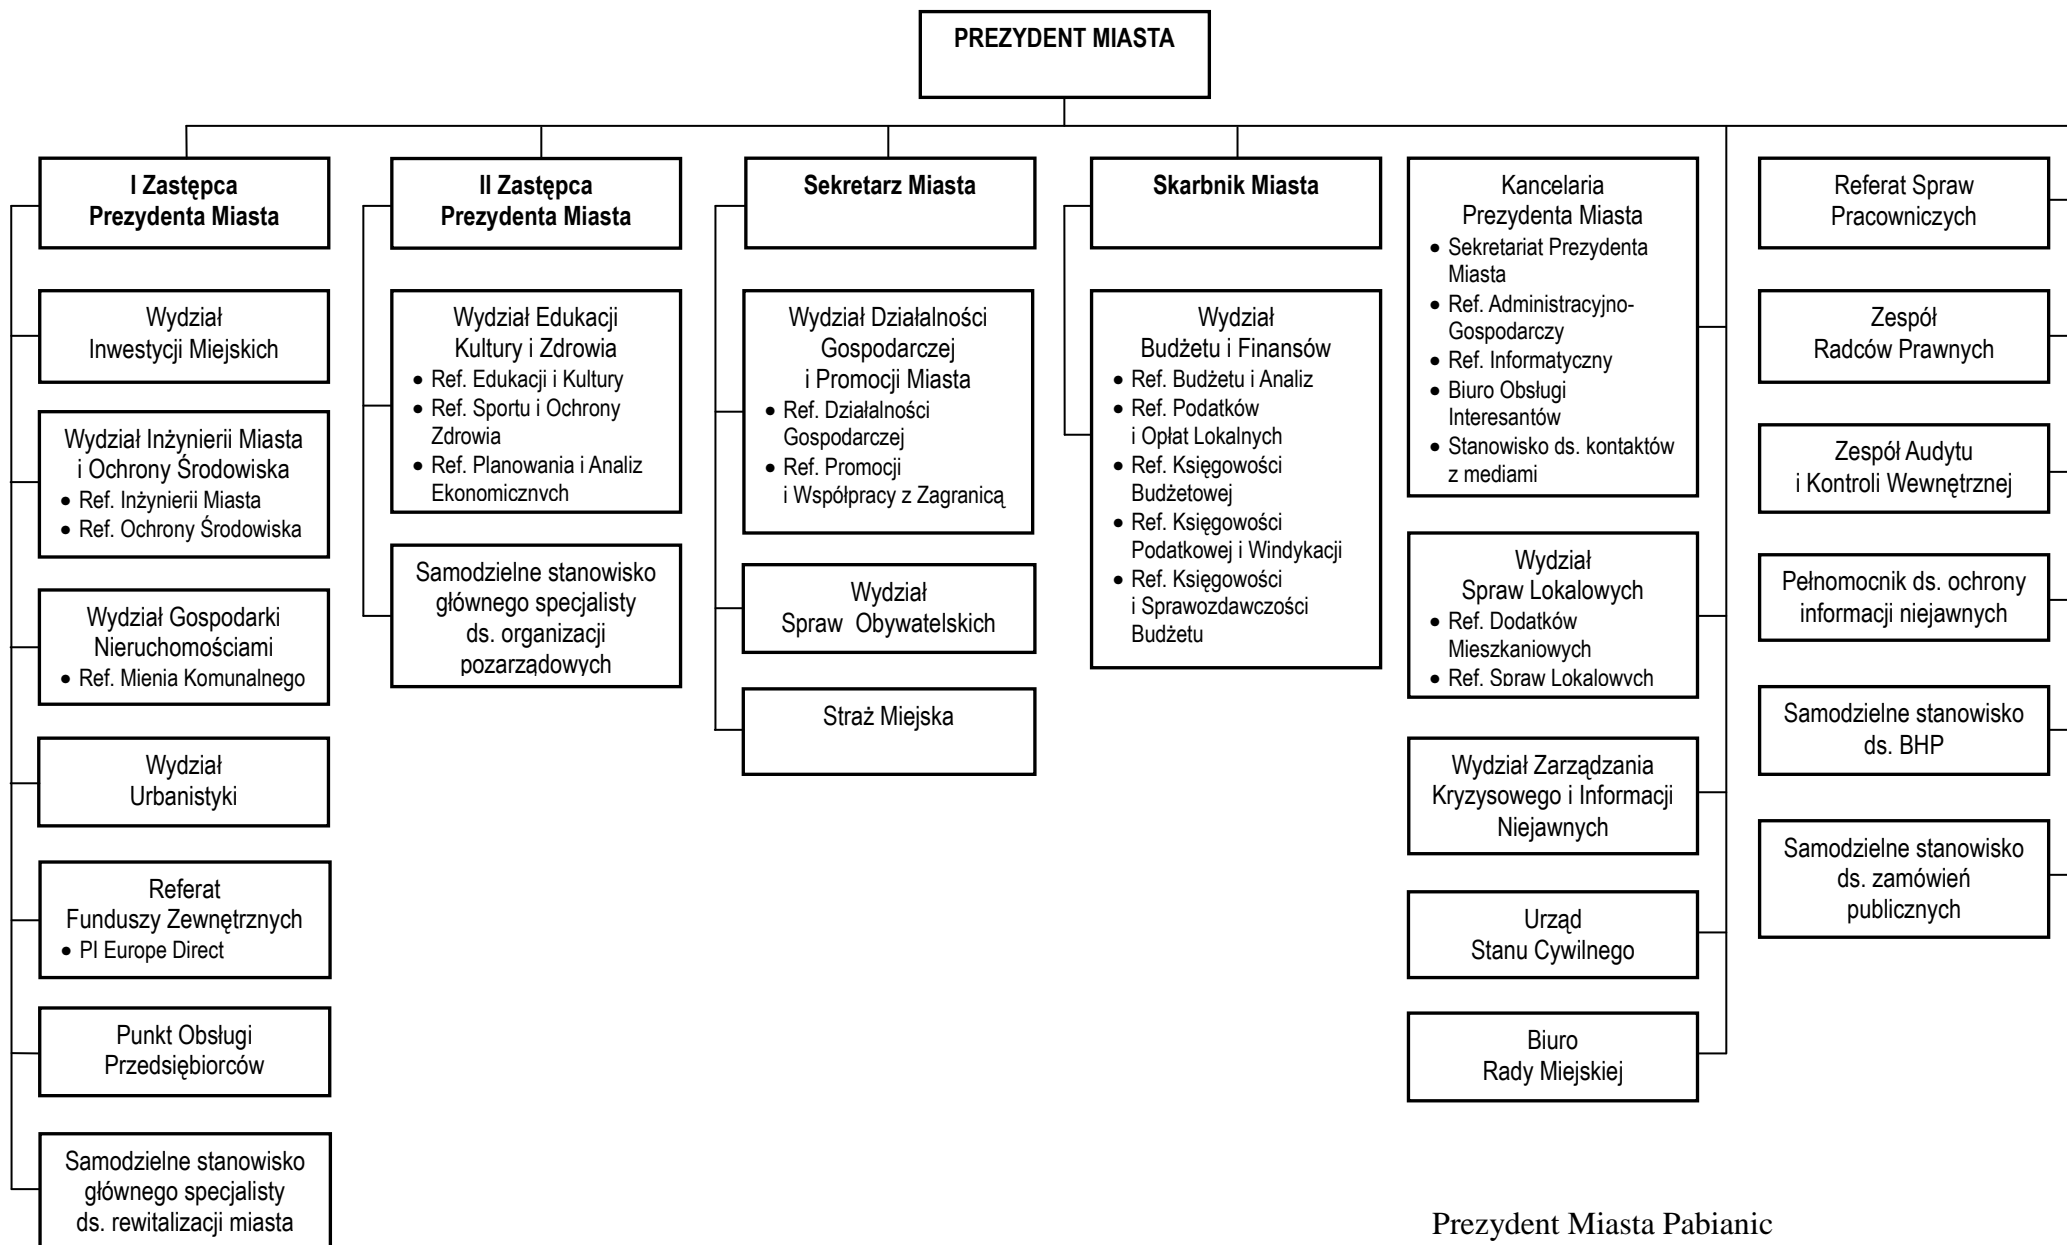 PREZYDENT MIASTA
I Zastępca
Prezydenta Miasta
Wydział
Inwestycji Miejskich
Wydział Inżynierii Miasta
i Ochrony Środowiska
• Ref. Inżynierii Miasta
• Ref. Ochrony Środowiska
Wydział Gospodarki
Nieruchomościami
• Ref. Mienia Komunalnego
Wydział
Urbanistyki
Referat
Funduszy Zewnętrznych
• PI Europe Direct
Punkt Obsługi
Przedsiębiorców
Samodzielne stanowisko
głównego specjalisty
ds. rewitalizacji miasta
II Zastępca
Prezydenta Miasta
Wydział Edukacji
Kultury i Zdrowia
• Ref. Edukacji i Kultury
• Ref. Sportu i Ochrony
Zdrowia
• Ref. Planowania i Analiz
Ekonomicznych
Samodzielne stanowisko
głównego specjalisty
ds. organizacji
pozarządowych
Sekretarz Miasta
Wydział Działalności
Gospodarczej
i Promocji Miasta
• Ref. Działalności
Gospodarczej
• Ref. Promocji
i Współpracy z Zagranicą
Wydział
Spraw Obywatelskich
Straż Miejska
Skarbnik Miasta
Wydział
Budżetu i Finansów
• Ref. Budżetu i Analiz
• Ref. Podatków
i Opłat Lokalnych
• Ref. Księgowości
Budżetowej
• Ref. Księgowości
Podatkowej i Windykacji
• Ref. Księgowości
i Sprawozdawczości
Budżetu
Kancelaria
Prezydenta Miasta
• Sekretariat Prezydenta
Miasta
• Ref. Administracyjno-
Gospodarczy
• Ref. Informatyczny
• Biuro Obsługi
Interesantów
• Stanowisko ds. kontaktów
z mediami
Wydział
Spraw Lokalowych
• Ref. Dodatków
Mieszkaniowych
• Ref. Spraw Lokalowych
Wydział Zarządzania
Kryzysowego i Informacji
Niejawnych
Urząd
Stanu Cywilnego
Biuro
Rady Miejskiej
Referat Spraw
Pracowniczych
Zespół
Radców Prawnych
Zespół Audytu
i Kontroli Wewnętrznej
Pełnomocnik ds. ochrony
informacji niejawnych
Samodzielne stanowisko
ds. BHP
Samodzielne stanowisko
ds. zamówień
publicznych
Prezydent Miasta Pabianic